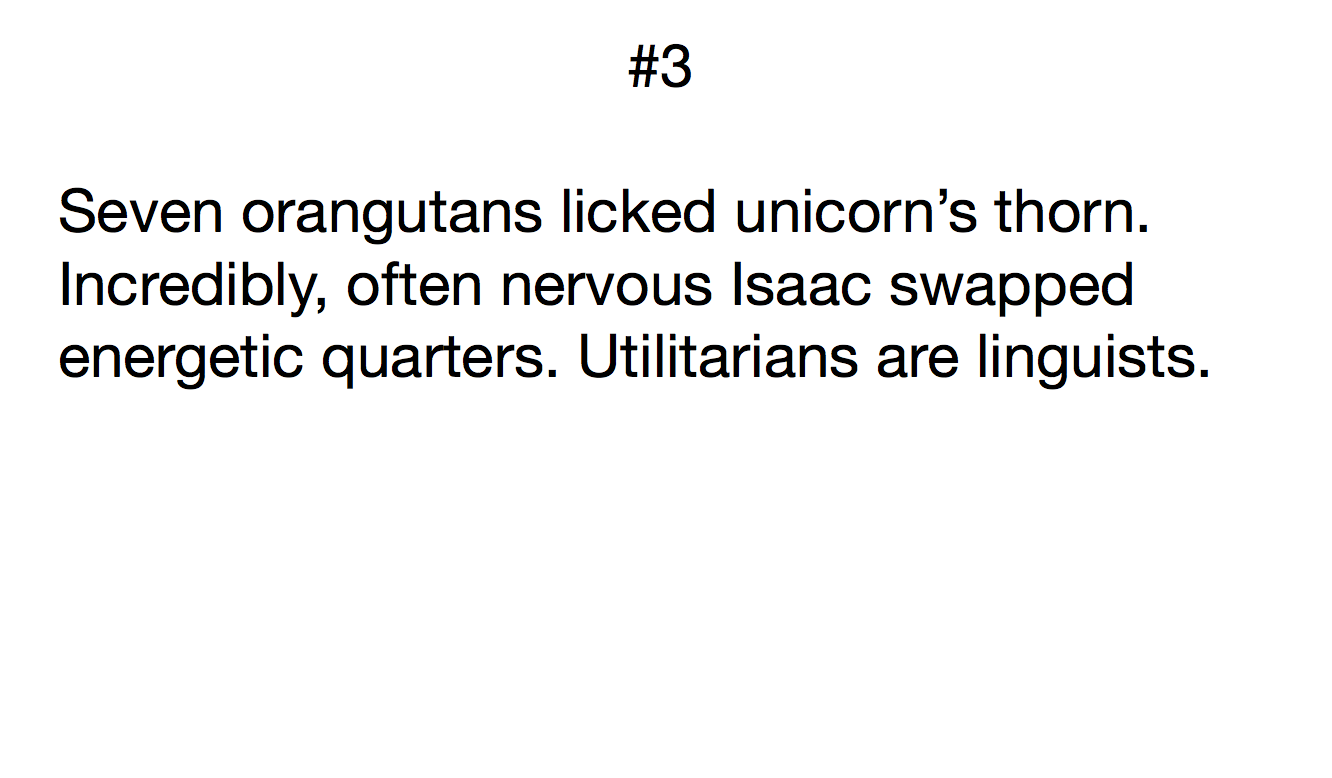 #3
Seven orangutans licked unicorn’s thorn.
Incredibly, often nervous Isaac swapped
energetic quarters. Utilitarians are linguists.